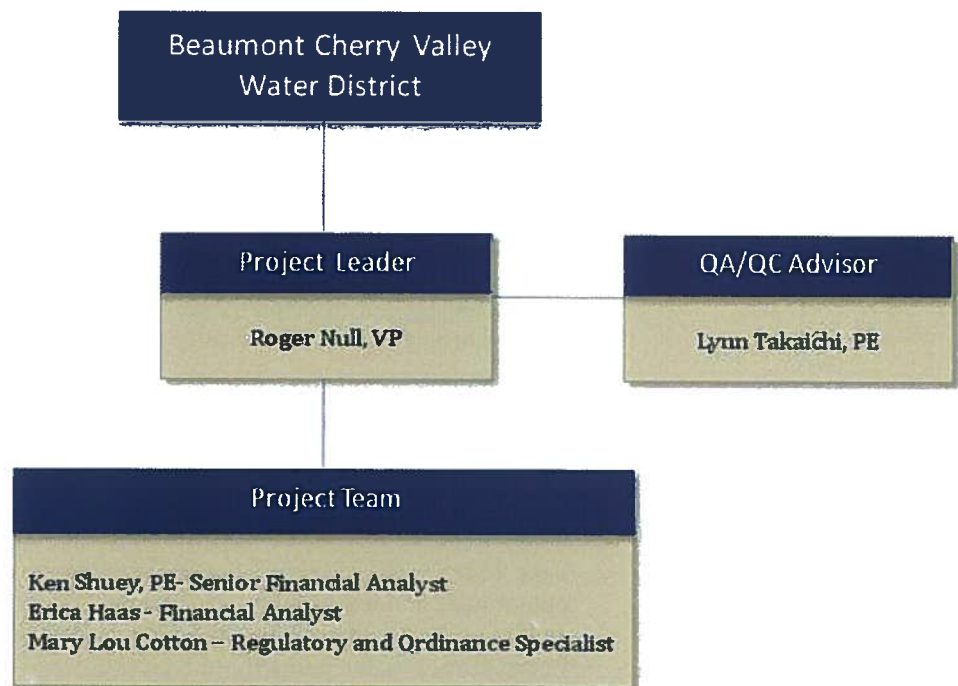 Beaumont Cherry Valley
Water District
Project Leader
Roger Null, VP
QA/QC Advisor
Lynn Takaichi, PE
Project Team
Ken Shuey, PE- Senior Financial Analyst
Erica Haas- Financial Analyst
Mary Lou Cotton – Regulatory and Ordinance Specialist